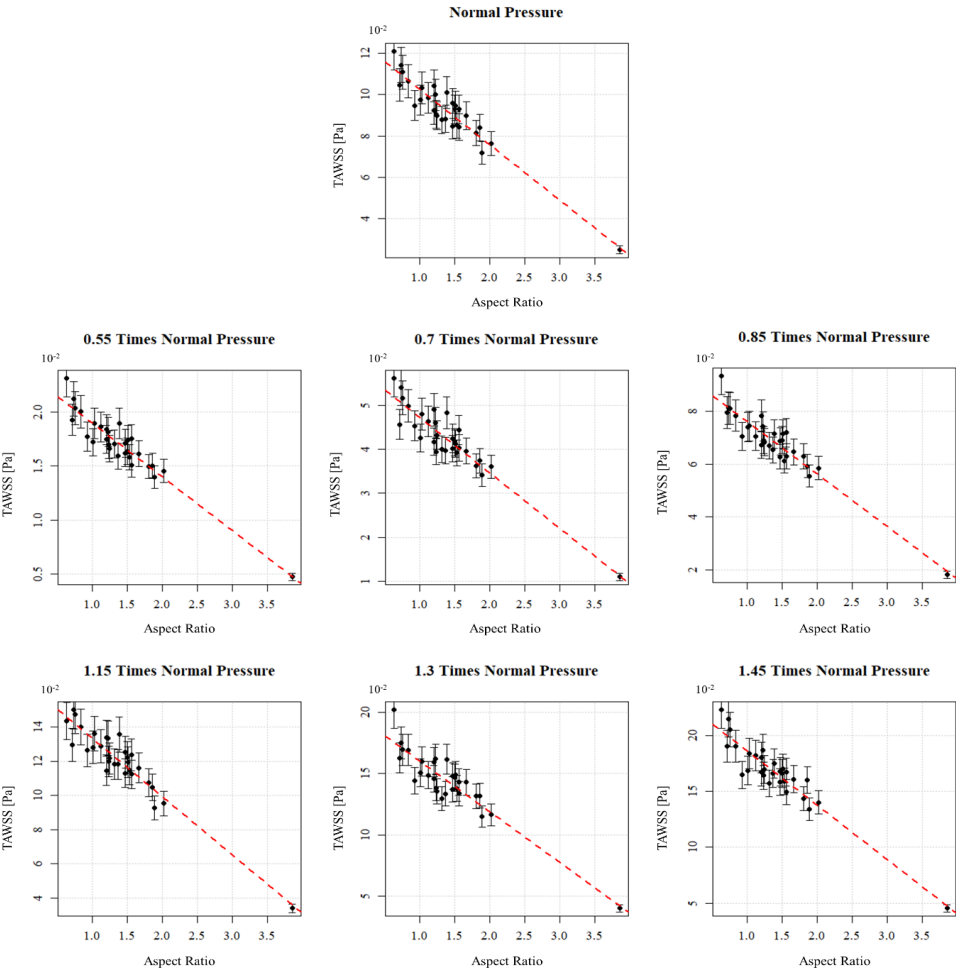 Normal Pressure
10-2
12
10
8
6
4
TAWSS [Pa]
1.0 1.5 2.0 2.5 3.0 3.5
Aspect Ratio
0.55 Times Normal Pressure
10-2
2.0
1.5
1.0
0.5
TAWSS [Pa]
1.0 1.5 2.0 2.5 3.0 3.5
Aspect Ratio
0.7 Times Normal Pressure
10-2
5
4
3
2
1
TAWSS [Pa]
1.0 1.5 2.0 2.5 3.0 3.5
Aspect Ratio
0.85 Times Normal Pressure
10-2
8
6
4
2
TAWSS [Pa]
1.0 1.5 2.0 2.5 3.0 3.5
Aspect Ratio
1.15 Times Normal Pressure
10-2
14
12
10
8
6
4
TAWSS [Pa]
1.0 1.5 2.0 2.5 3.0 3.5
Aspect Ratio
1.3 Times Normal Pressure
10-2
20
15
10
5
TAWSS [Pa]
1.0 1.5 2.0 2.5 3.0 3.5
Aspect Ratio
1.45 Times Normal Pressure
10-2
20
15
10
5
TAWSS [Pa]
1.0 1.5 2.0 2.5 3.0 3.5
Aspect Ratio